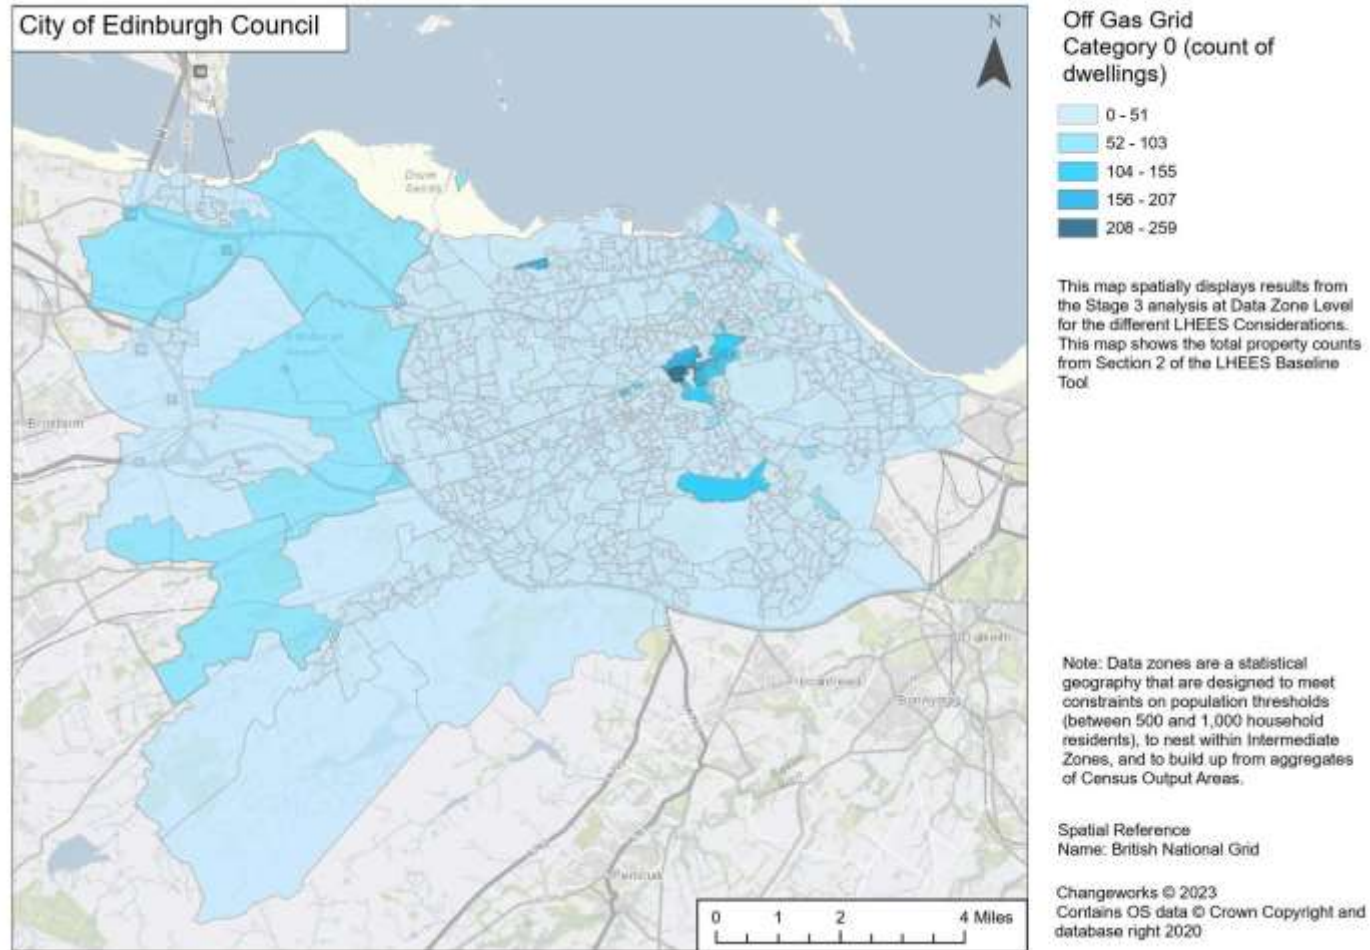 City of Edinburgh Council
N
Off Gas Grid
Category 0 (count of
dwellings)
0 - 51
52 - 103
104 - 155
156 - 207
208 - 259
This map spatially displays results from
the Stage 3 analysis at Data Zone Level
for the different LHEES Considerations.
This map shows the total property counts
from Section 2 of the LHEES Baseline
Tool
Note: Data zones are a statistical
geography that are designed to meet
constraints on population thresholds
(between 500 and 1,000 household
residents), to nest within Intermediate
Zones, and to build up from aggregates
of Census Output Areas.
Spatial Reference
Name: British National Grid
Changeworks © 2023
Contains OS data © Crown Copyright and
database right 2020
Sands
Dalkeith
Bonnyrigg
Penicuik
0 1 2 4 Miles